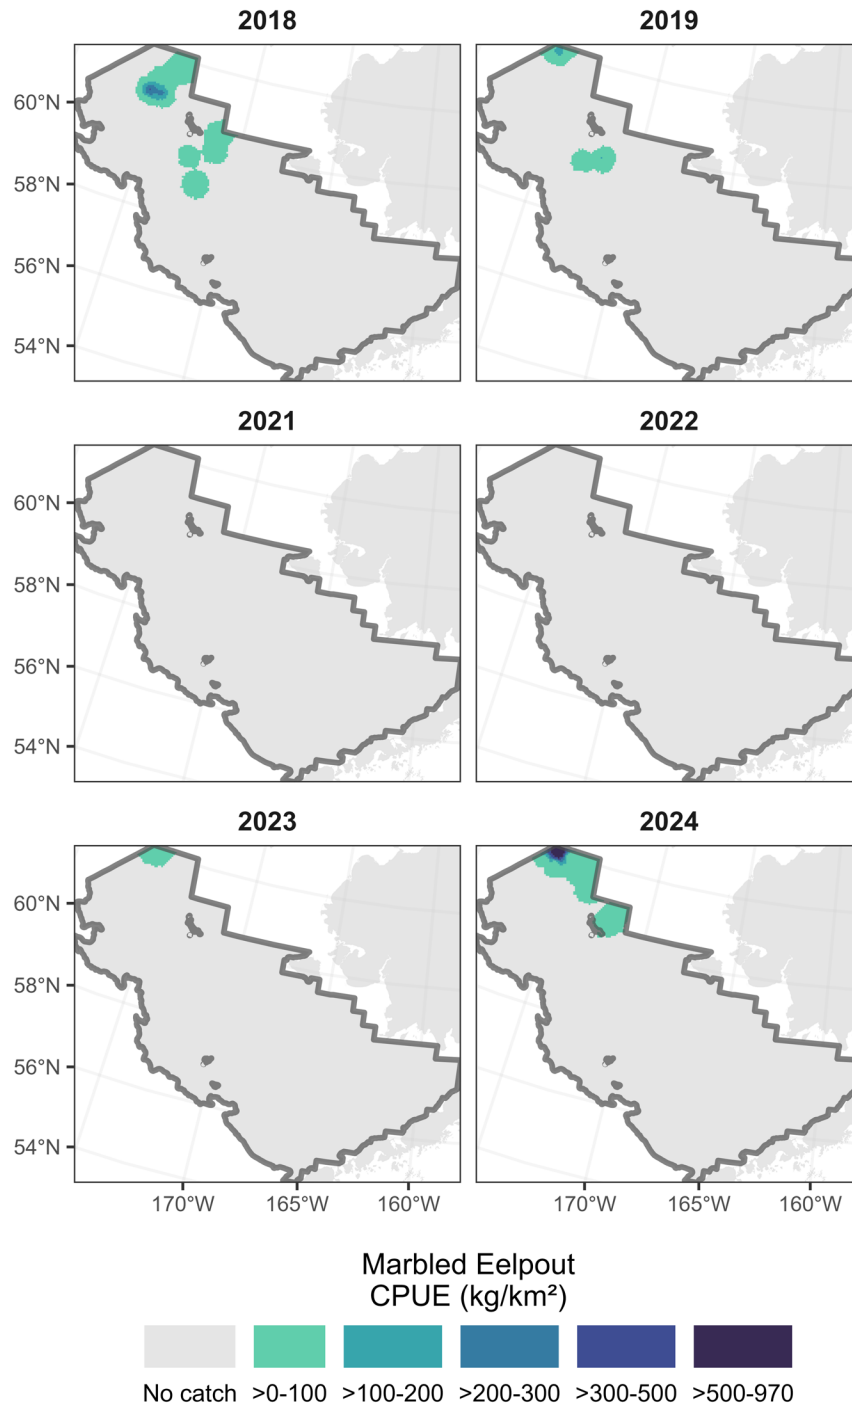 2018 2019
60°N
58°N
56°N
54°N
2021 2022
60°N
58°N
56°N
54°N
2023 2024
60°N
58°N
56°N
54°N
170°W 165°W 160°W 170°W 165°W 160°W
Marbled Eelpout
CPUE (kg/km²)
No catch >0-100 >100-200 >200-300 >300-500 >500-970